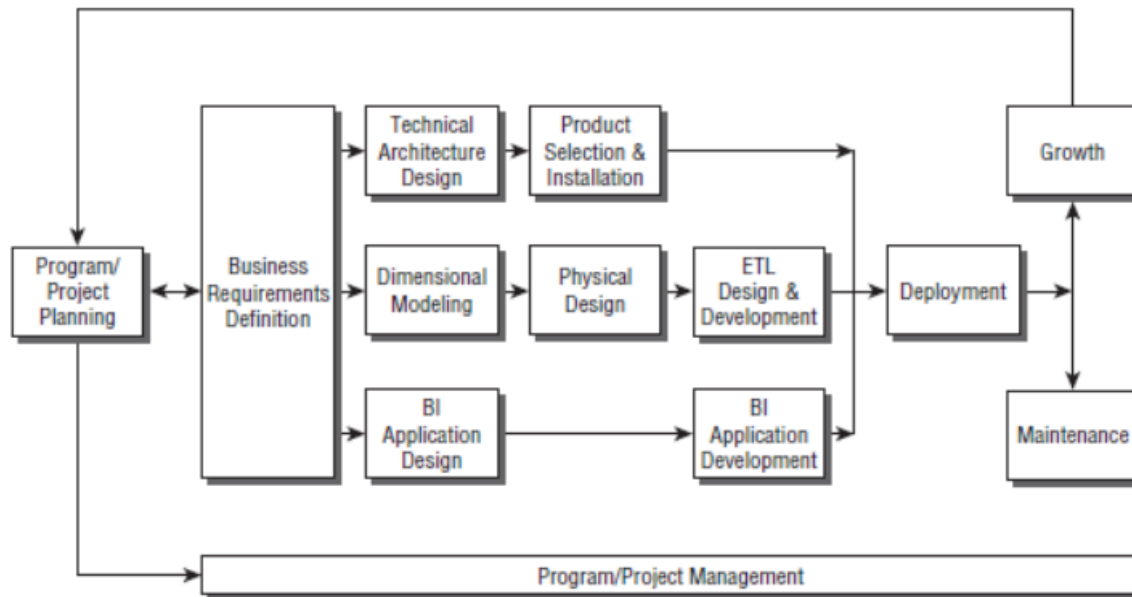 Technical
Architecture
Design
Product
Selection &
Installation
Growth
Program/
Project
Planning
Business
Requirements
Definition
Dimensional
Modeling
Physical
Design
ETL
Design &
Development
Deployment
BI
Application
Design
BI
Application
Development
Maintenance
Program/Project Management